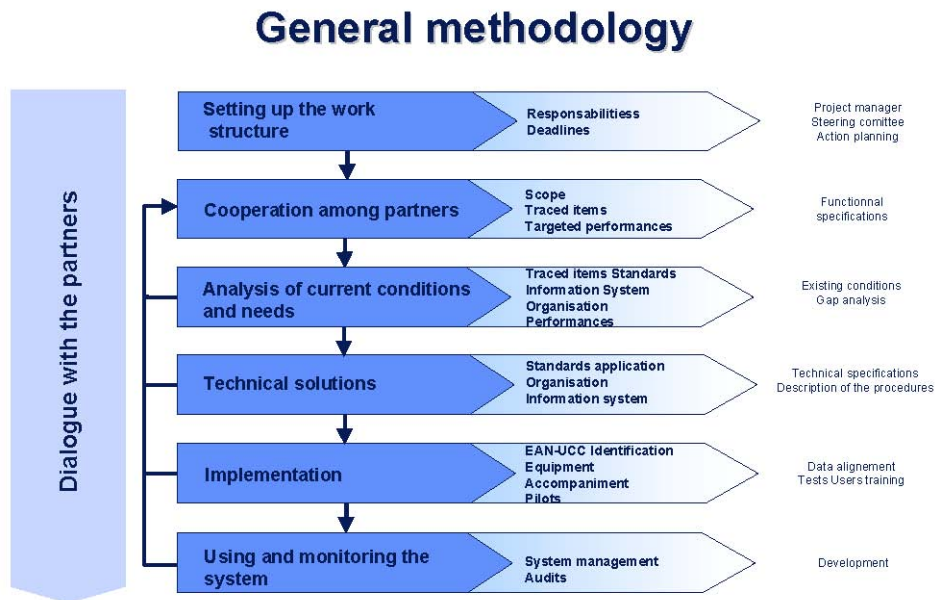 General methodology
Dialogue with the partners
Setting up the work
structure
Responsabilitiess
Deadlines
Project manager
Steering comittee
Action planning
Cooperation among partners
Scope
Traced items
Targeted performances
Functionnal
specifications
Analysis of current conditions
and needs
Traced items Standards
Information System
Organisation
Performances
Existing conditions
Gap analysis
Technical solutions
Standards application
Organisation
Information system
Technical specifications
Description of the procedures
Implementation
EAN-UCC Identification
Equipment
Accompaniment
Pilots
Data alignement
Tests Users training
Using and monitoring the
system
System management
Audits
Development